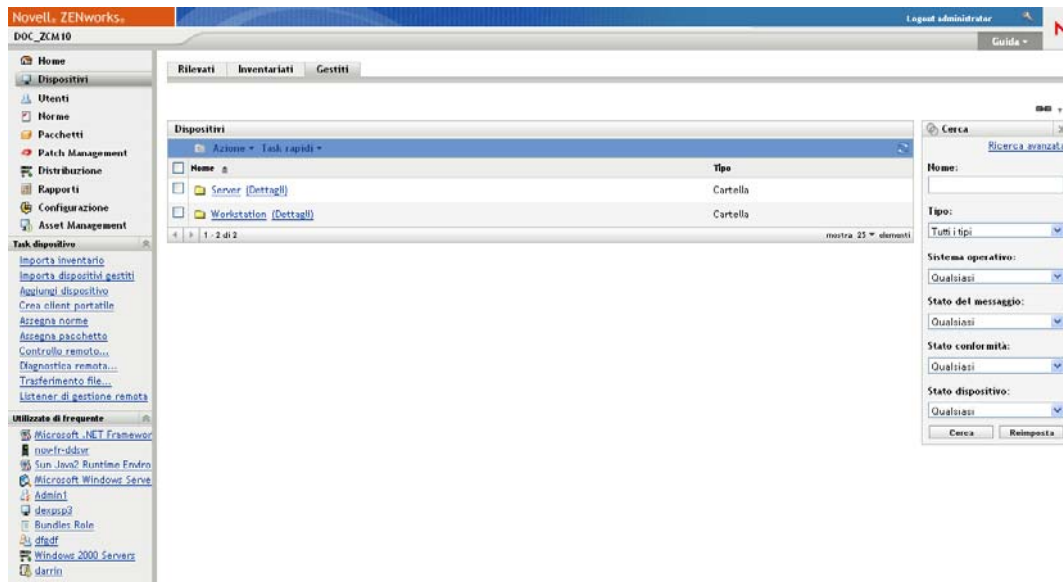 Novell® ZENworks®
Logout administrator
DOC_ZCM10
Guida
Home
Dispositivi
Utenti
Norme
Pacchetti
Patch Management
Distribuzione
Rapporti
Configurazione
Asset Management
Task dispositivo
Importa inventario
Importa dispositivi gestiti
Aggiungi dispositivo
Crea client portatile
Assegna norme
Assegna pacchetto
Controllo remoto...
Diagnostica remota...
Trasferimento file...
Listener di gestione remota
Utilizzato di frequente
Microsoft .NET Framewor
novefr-ddsvr
Sun Java2 Runtime Enviro
Microsoft Windows Serve
Admin1
dexpsp3
Bundles Role
dfgdf
Windows 2000 Servers
darrin
Rilevati Inventariati Gestiti
Dispositivi
Azione Task rapidi
Nome Tipo
Server (Dettagli) Cartella
Workstation (Dettagli) Cartella
1 - 2 di 2 mostra 25 elementi
Cerca
Ricerca avanzata
Nome:
Tipo:
Tutti i tipi
Sistema operativo:
Qualsiasi
Stato del messaggio:
Qualsiasi
Stato conformità:
Qualsiasi
Stato dispositivo:
Qualsiasi
Cerca Reimposta